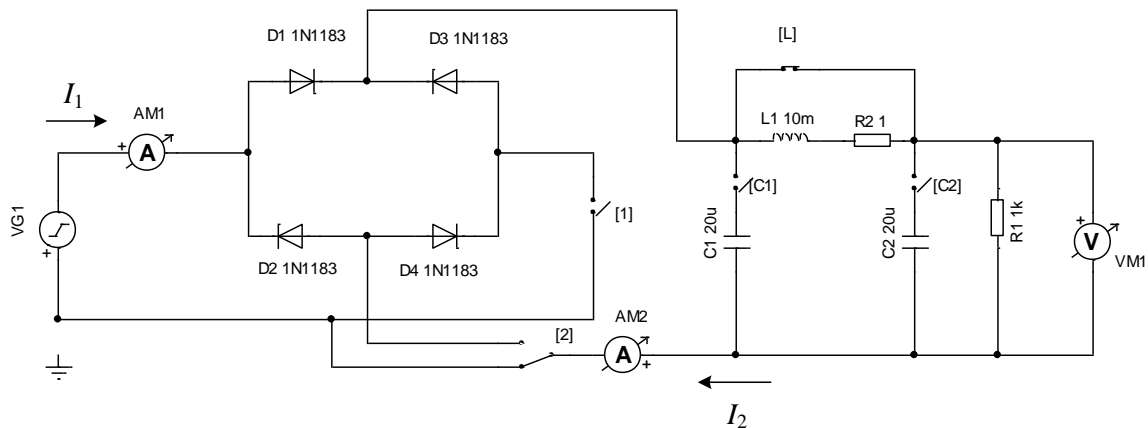 D1 1N1183
D3 1N1183
[L]
I1
AM1
+
A
L1 10m
R2 1
[C1]
[C2]
VG1
+
[1]
C1 20u
C2 20u
R1 1k
+
V
VM1
D2 1N1183
D4 1N1183
[2]
AM2
A
+
I2